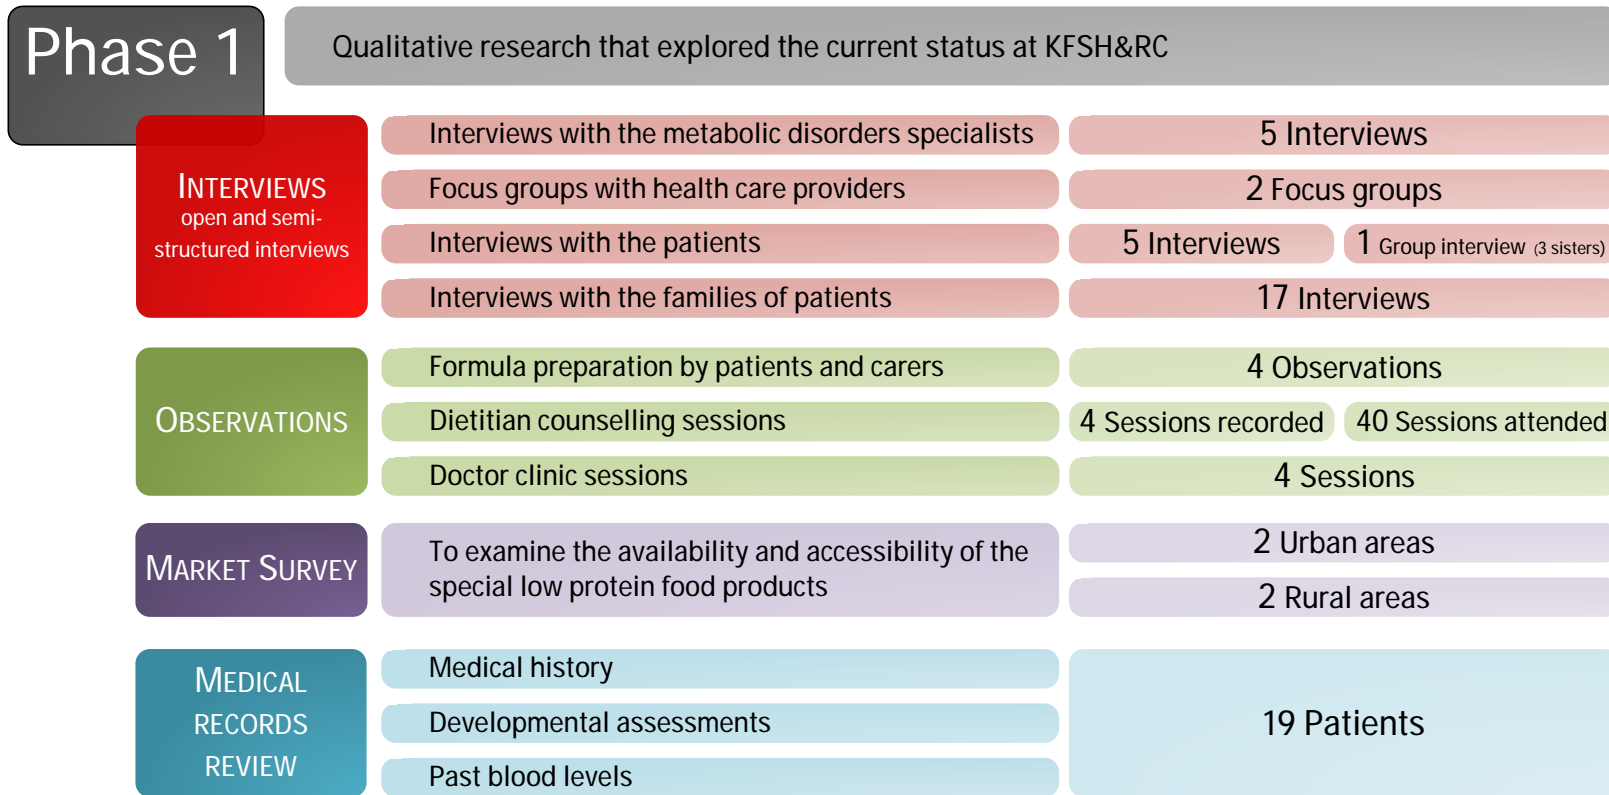 Phase 1
Qualitative research that explored the current status at KFSH&RC
INTERVIEWS
open and semi-
structured interviews
Interviews with the metabolic disorders specialists
5 Interviews
Focus groups with health care providers
2 Focus groups
Interviews with the patients
5 Interviews
1 Group interview (3 sisters)
Interviews with the families of patients
17 Interviews
OBSERVATIONS
Formula preparation by patients and carers
4 Observations
Dietitian counselling sessions
4 Sessions recorded
40 Sessions attended
Doctor clinic sessions
4 Sessions
MARKET SURVEY
To examine the availability and accessibility of the
special low protein food products
2 Urban areas
2 Rural areas
MEDICAL
RECORDS
REVIEW
Medical history
Developmental assessments
Past blood levels
19 Patients